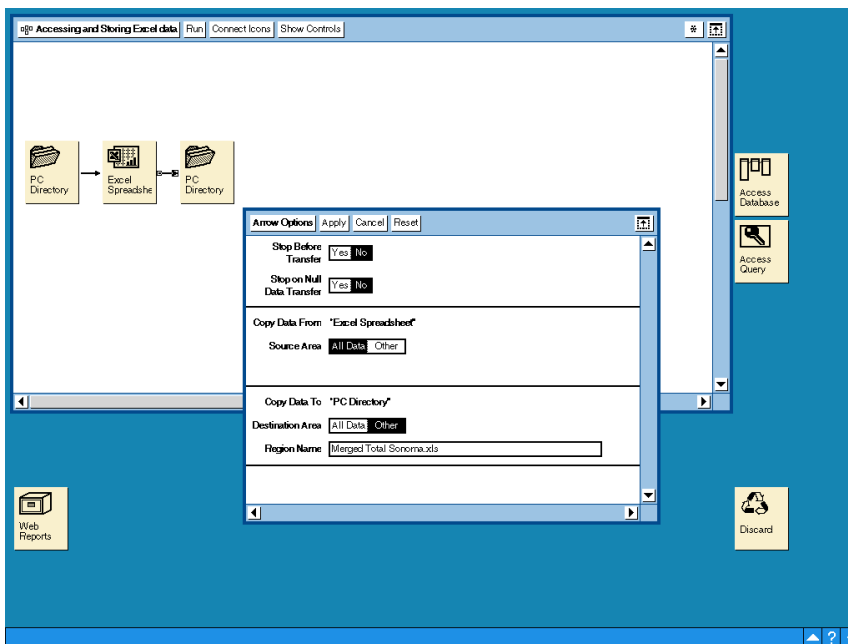 Accessing and Storing Excel data Run Connect Icons Show Controls *
PC
Directory
Excel
Spreadshe
PC
Directory
Access
Database
Access
Query
Arrow Options Apply Cancel Reset
Stop Before
Transfer Yes No
Stop on Null
Data Transfer Yes No
Copy Data From "Excel Spreadsheet"
Source Area All Data Other
Copy Data To "PC Directory"
Destination Area All Data Other
Region Name Merged Total Sonoma.xls
Web
Reports
Discard
?